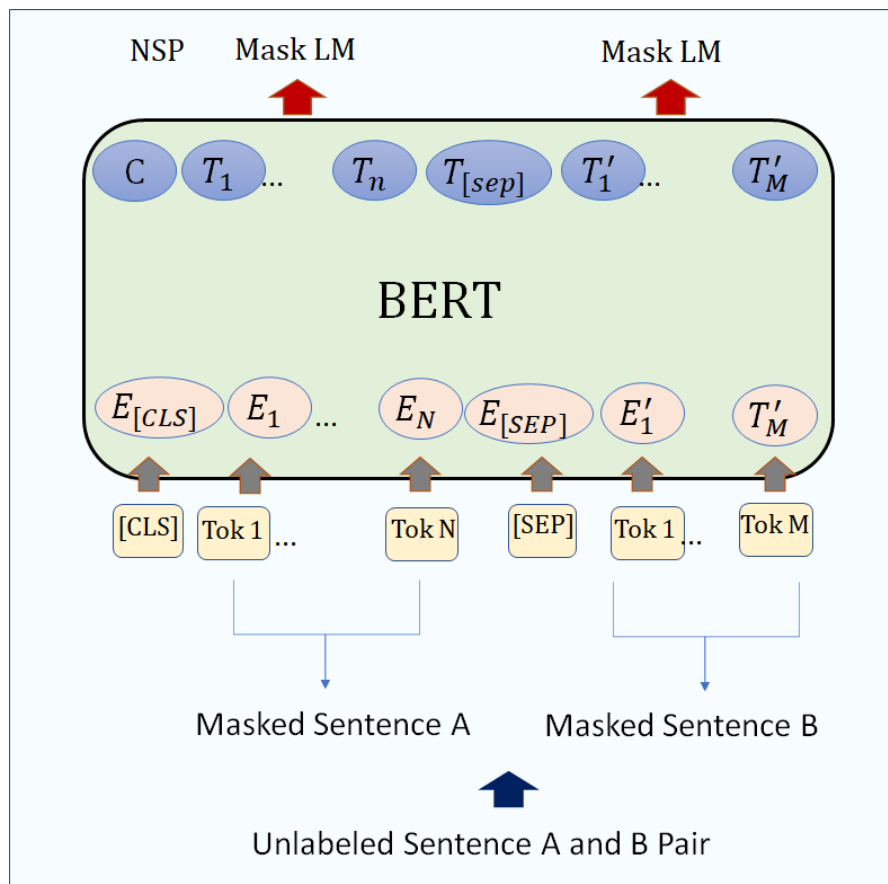 NSP Mask LM Mask LM
C T₁ ... Tₙ T[sep] T′₁ ... T′M
BERT
E[CLS] E₁ ... E_N E[SEP] E′₁ T′M
[CLS] Tok 1 ... Tok N [SEP] Tok 1 ... Tok M
Masked Sentence A Masked Sentence B
Unlabeled Sentence A and B Pair